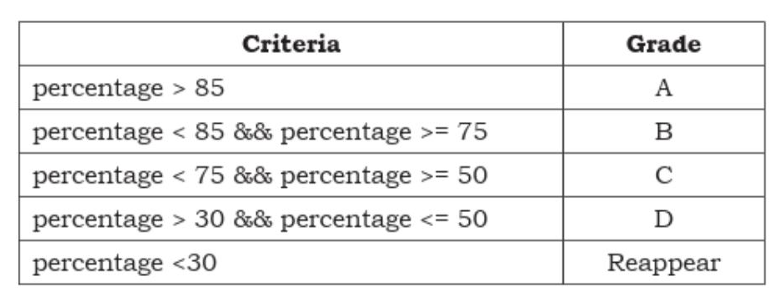 Criteria Grade
percentage > 85 A
percentage < 85 && percentage >= 75 B
percentage < 75 && percentage >= 50 C
percentage > 30 && percentage <= 50 D
percentage <30 Reappear